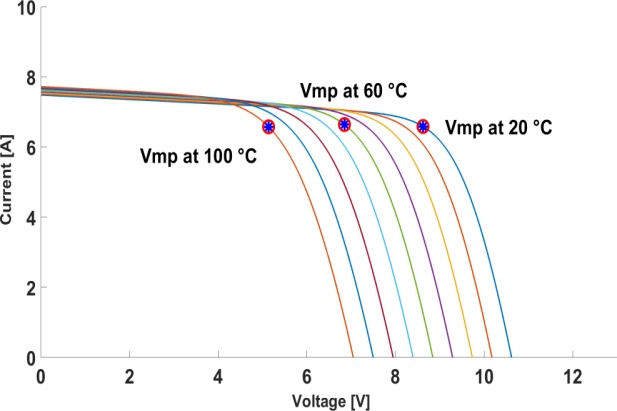 10
8
6
4
2
0
Current [A]
Vmp at 60 °C
Vmp at 20 °C
Vmp at 100 °C
0 2 4 6 8 10 12
Voltage [V]